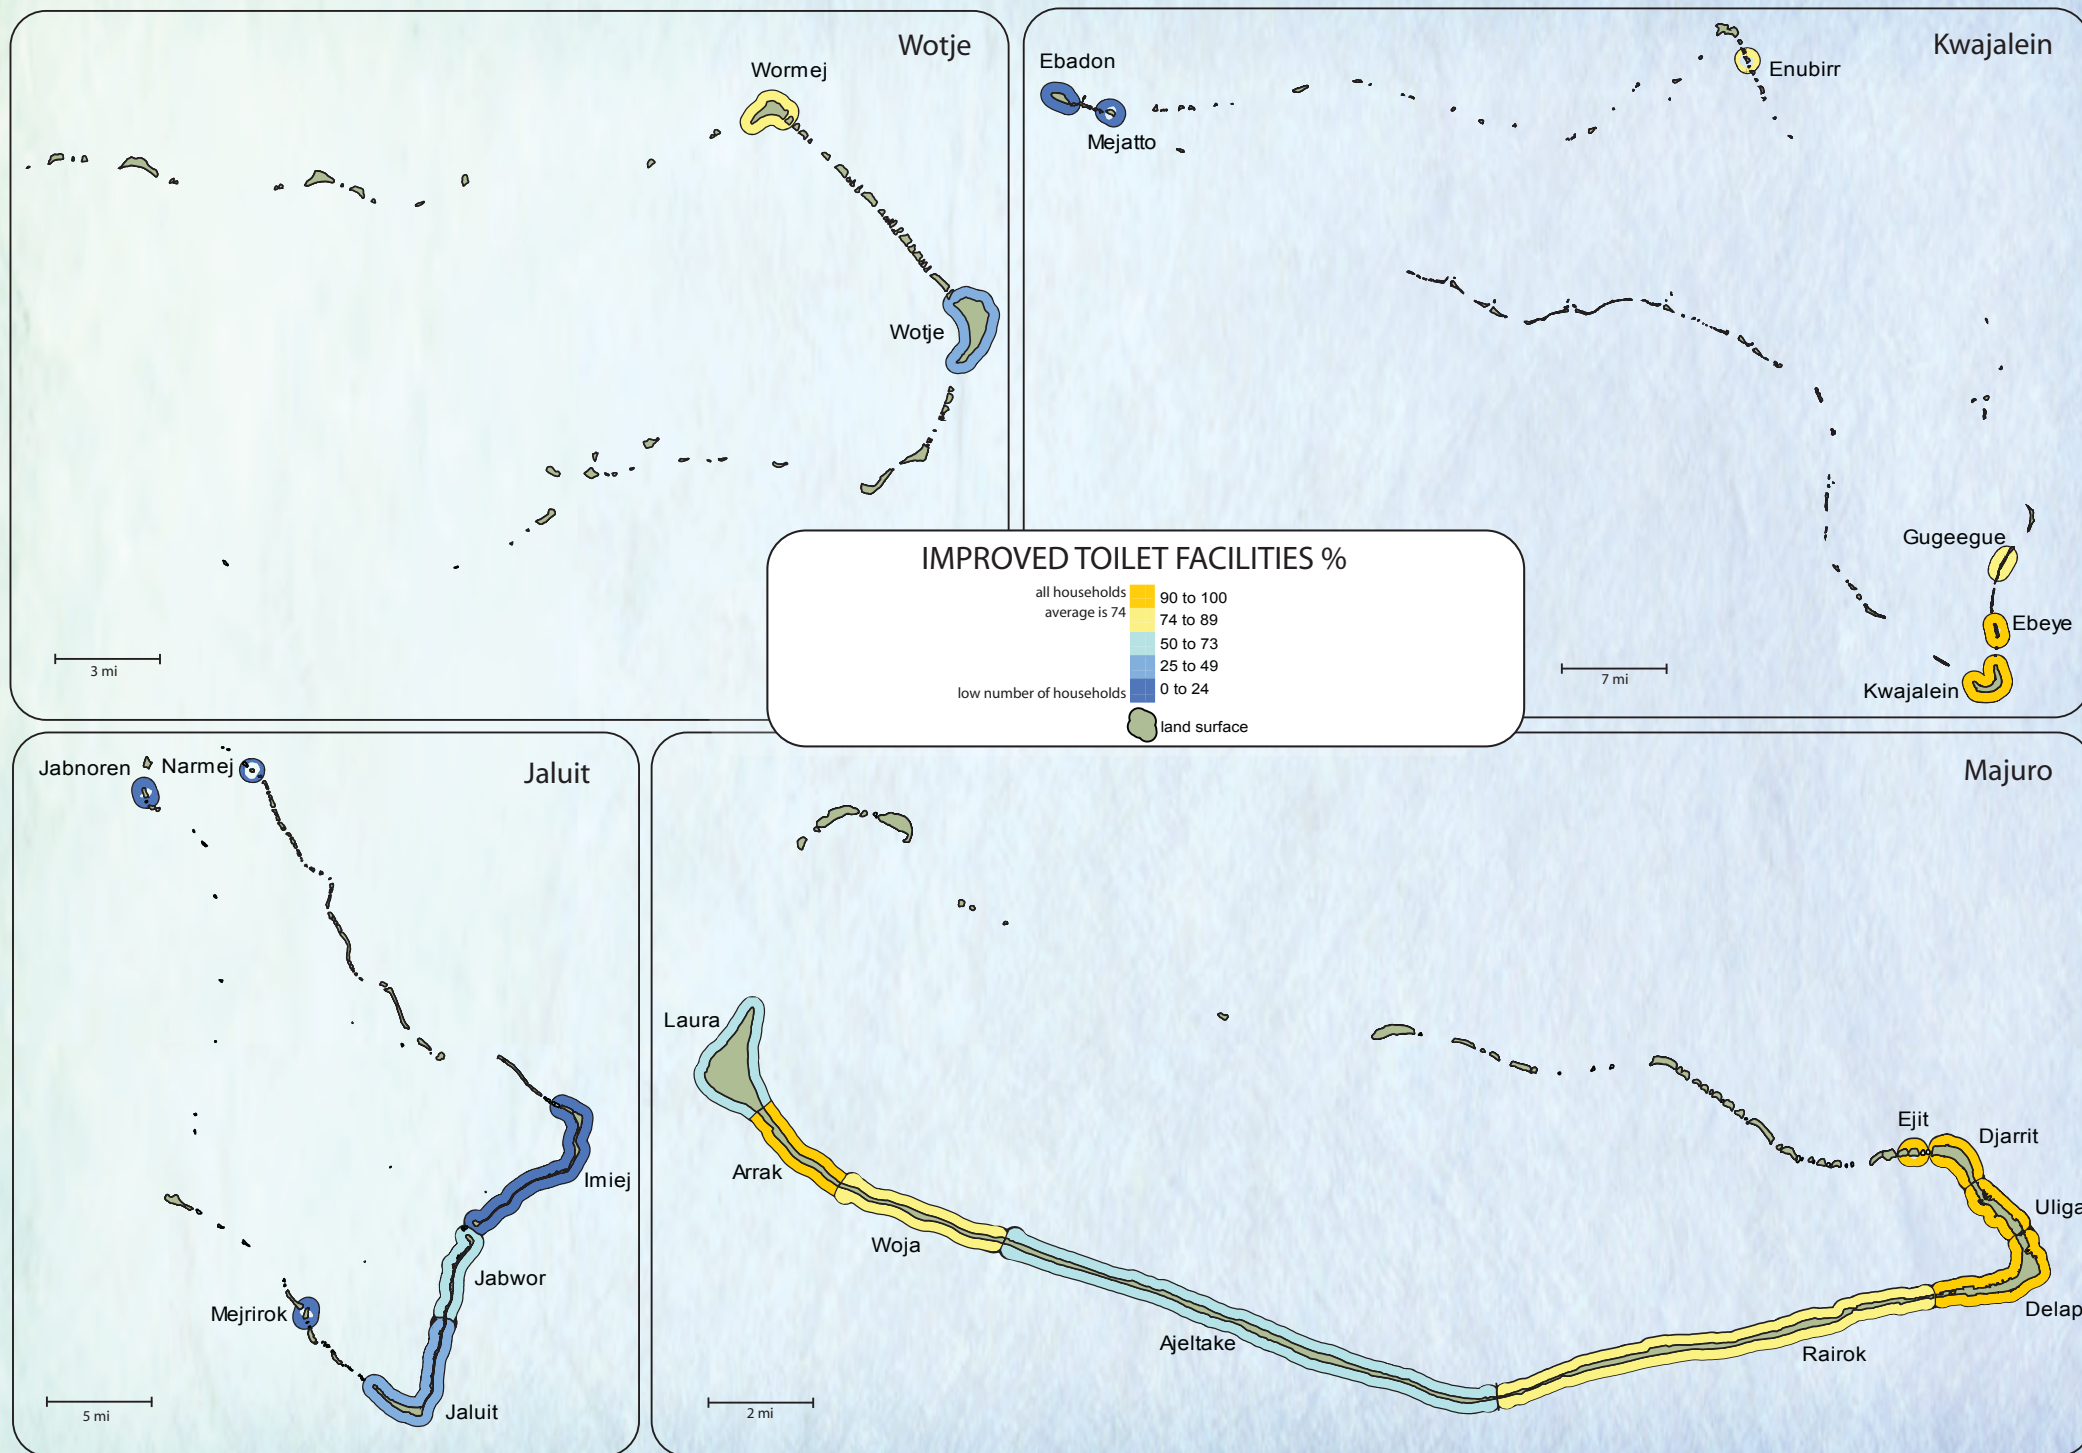 Wotje
Wormej
Wotje
3 mi
Kwajalein
Ebadon
Mejatto
Enubirr
Gugeegue
Ebeye
Kwajalein
7 mi
IMPROVED TOILET FACILITIES %
all households
average is 74
low number of households
90 to 100
74 to 89
50 to 73
25 to 49
0 to 24
land surface
Jaluit
Jabnoren
Narmej
Imiej
Jabwor
Mejrirok
Jaluit
5 mi
Majuro
Laura
Arrak
Woja
Ajeltake
Rairok
Ejit
Djarrit
Uliga
Delap
2 mi